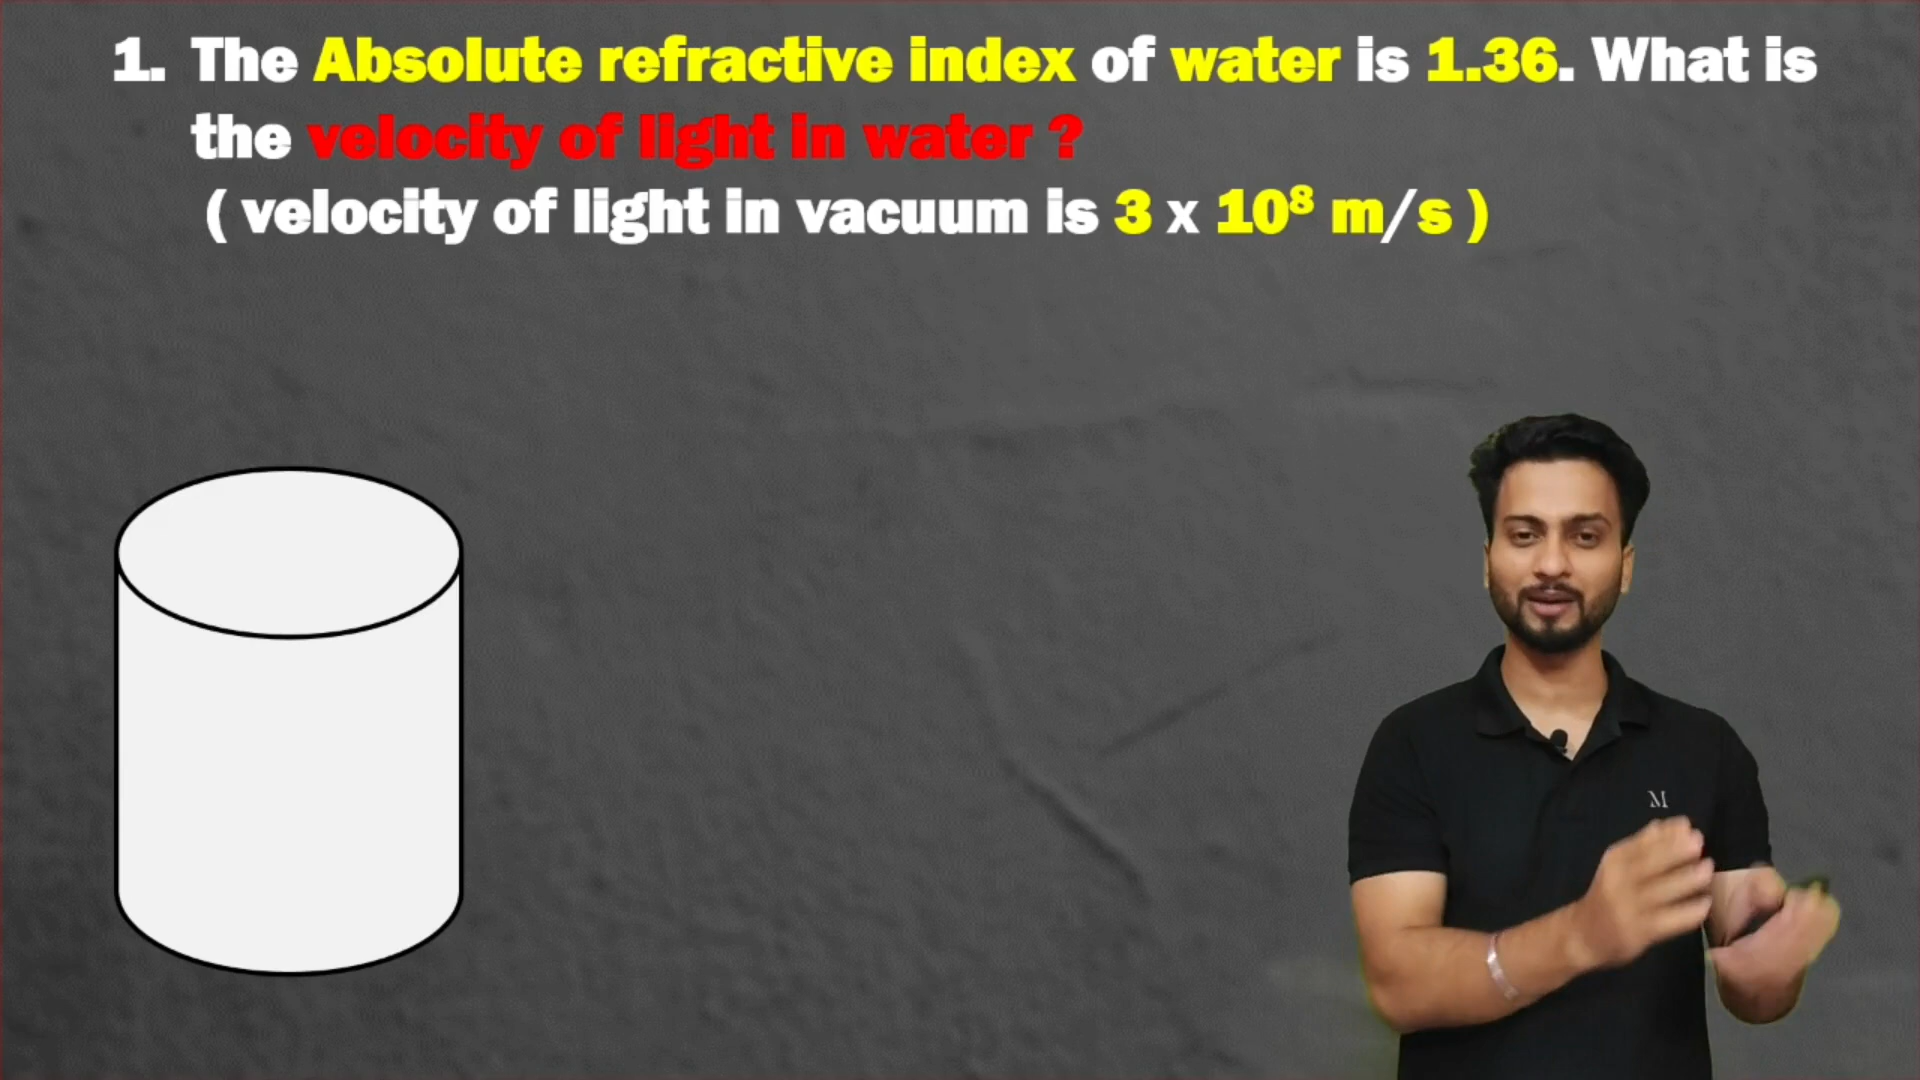 1. The Absolute refractive index of water is 1.36. What is
the velocity of light in water ?
( velocity of light in vacuum is 3 x 10⁸ m/s )
M